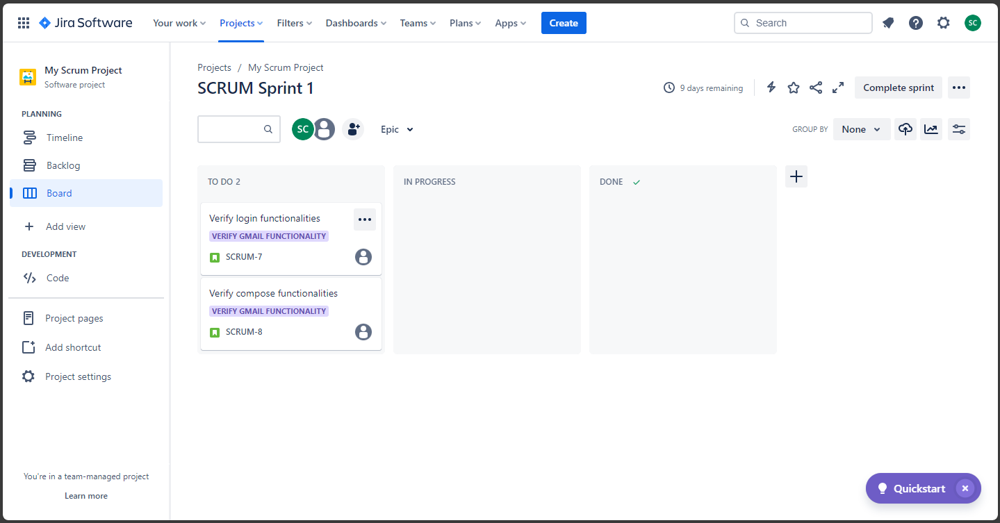 Jira Software Your work Projects Filters Dashboards Teams Plans Apps Create Search SC
My Scrum Project
Software project
PLANNING
Timeline
Backlog
Board
Add view
DEVELOPMENT
Code
Project pages
Add shortcut
Project settings
You're in a team-managed project
Learn more
Projects / My Scrum Project
SCRUM Sprint 1
9 days remaining
Complete sprint
SC
Epic
GROUP BY None
TO DO 2
Verify login functionalities
VERIFY GMAIL FUNCTIONALITY
SCRUM-7
Verify compose functionalities
VERIFY GMAIL FUNCTIONALITY
SCRUM-8
IN PROGRESS
DONE
Quickstart